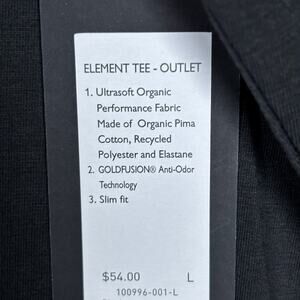 ELEMENT TEE - OUTLET
1. Ultrasoft Organic
Performance Fabric
Made of Organic Pima
Cotton, Recycled
Polyester and Elastane
2. GOLDFUSION® Anti-Odor
Technology
3. Slim fit
$54.00 L
100996-001-L